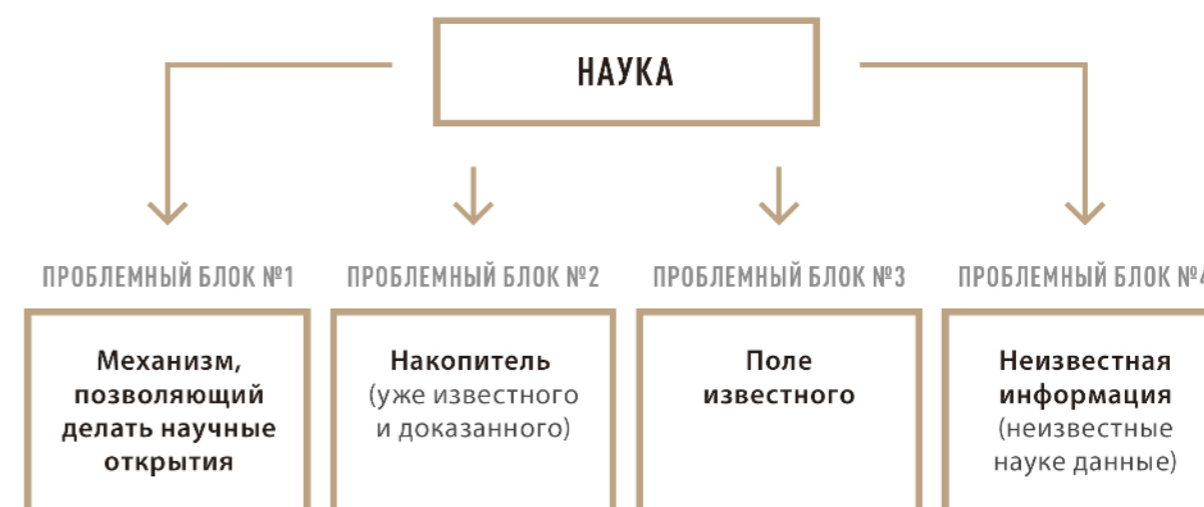 НАУКА
ПРОБЛЕМНЫЙ БЛОК №1
ПРОБЛЕМНЫЙ БЛОК №2
ПРОБЛЕМНЫЙ БЛОК №3
ПРОБЛЕМНЫЙ БЛОК №4
Механизм,
позволяющий
делать научные
открытия
Накопитель
(уже известного
и доказанного)
Поле
известного
Неизвестная
информация
(неизвестные
науке данные)